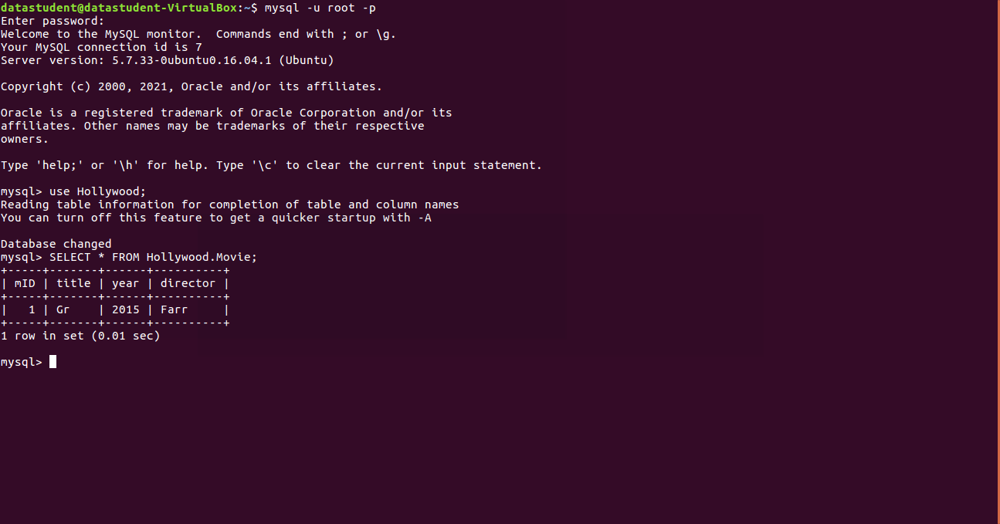 datastudent@datastudent-VirtualBox:~$ mysql -u root -p
Enter password:
Welcome to the MySQL monitor.  Commands end with ; or \g.
Your MySQL connection id is 7
Server version: 5.7.33-0ubuntu0.16.04.1 (Ubuntu)
Copyright (c) 2000, 2021, Oracle and/or its affiliates.
Oracle is a registered trademark of Oracle Corporation and/or its
affiliates. Other names may be trademarks of their respective
owners.
Type 'help;' or '\h' for help. Type '\c' to clear the current input statement.
mysql> use Hollywood;
Reading table information for completion of table and column names
You can turn off this feature to get a quicker startup with -A
Database changed
mysql> SELECT * FROM Hollywood.Movie;
+-----+-------+------+----------+
| mID | title | year | director |
+-----+-------+------+----------+
|   1 | Gr    | 2015 | Farr     |
+-----+-------+------+----------+
1 row in set (0.01 sec)
mysql>